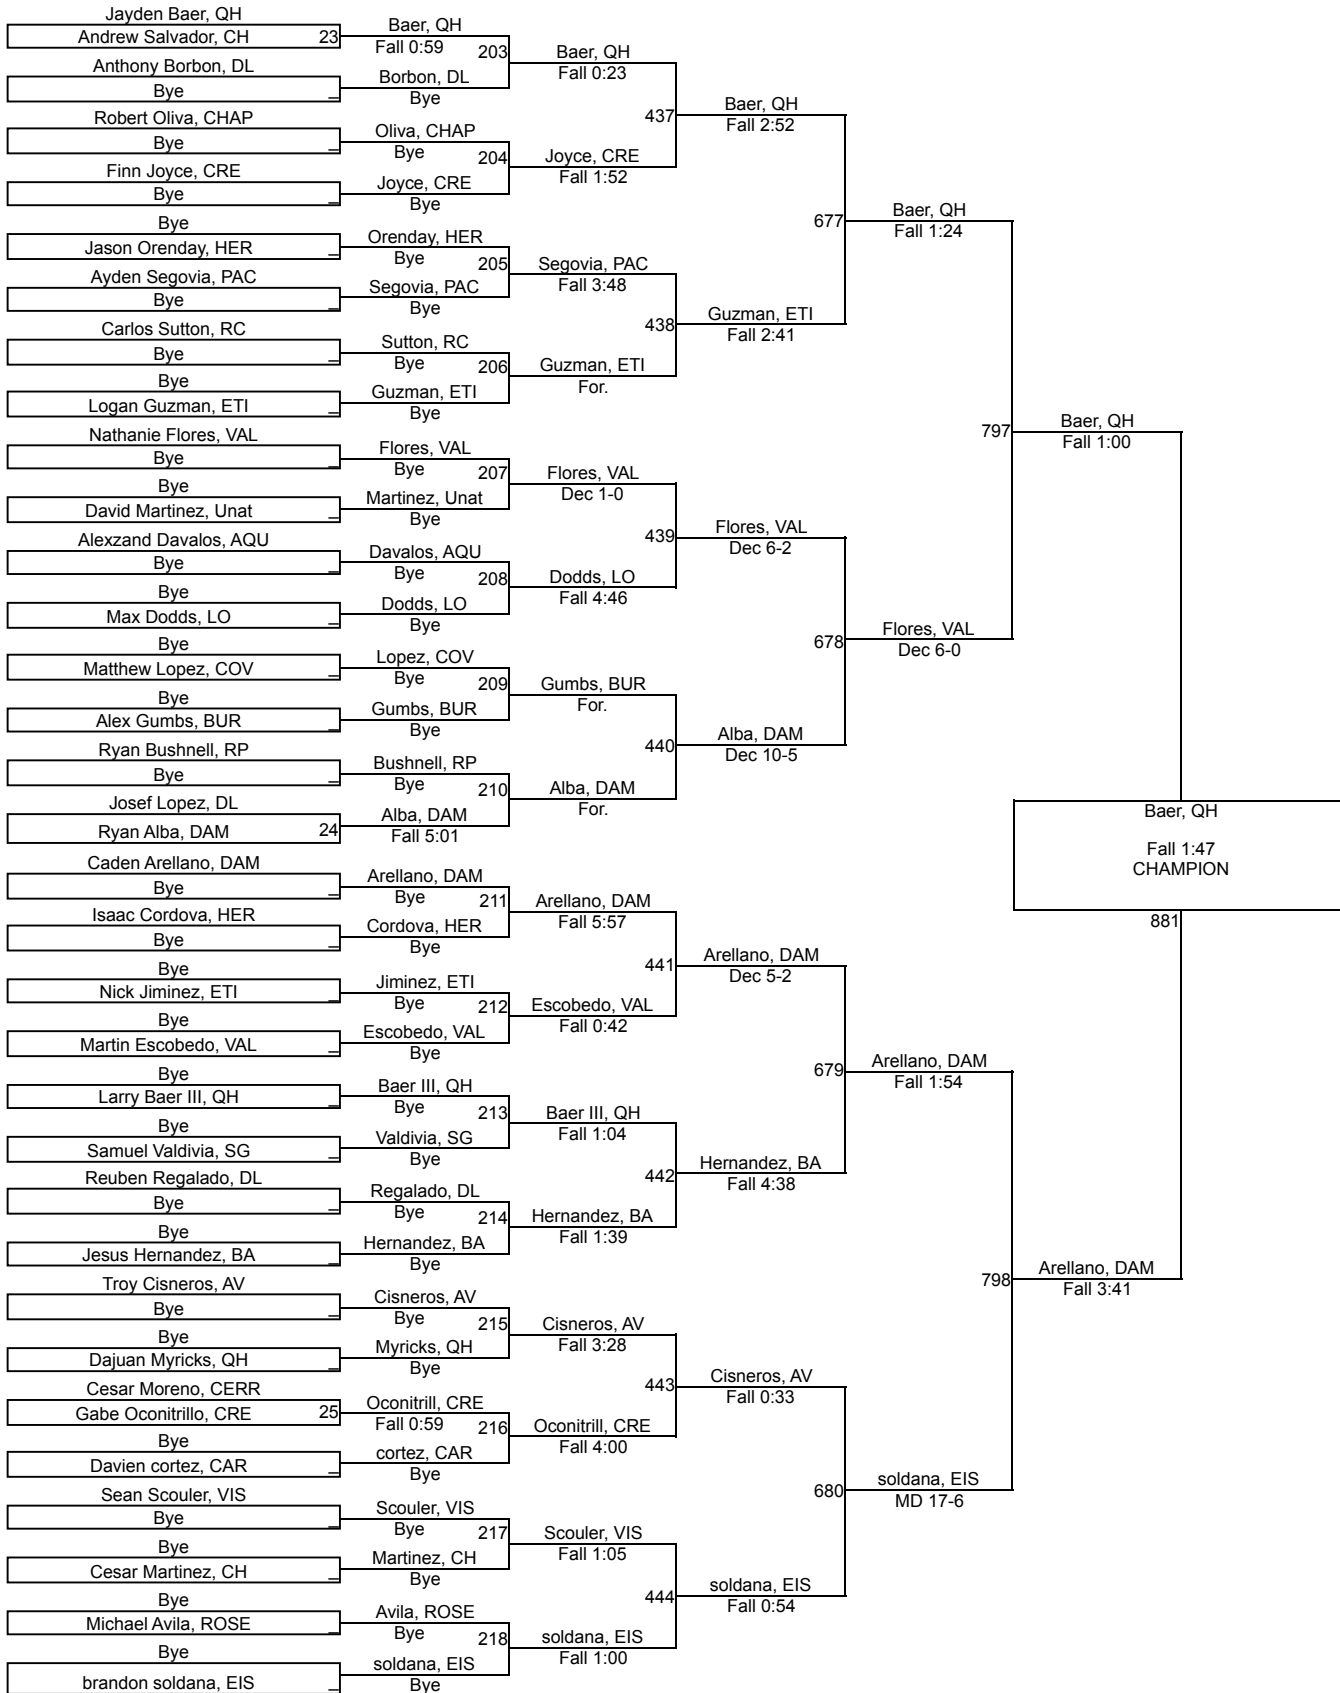 Jayden Baer, QH
Andrew Salvador, CH 23
Anthony Borbon, DL
Bye _
Robert Oliva, CHAP
Bye _
Finn Joyce, CRE
Bye _
Bye
Jason Orenday, HER _
Ayden Segovia, PAC
Bye _
Carlos Sutton, RC
Bye _
Bye
Logan Guzman, ETI _
Nathanie Flores, VAL
Bye _
Bye
David Martinez, Unat _
Alexzand Davalos, AQU
Bye _
Bye
Max Dodds, LO _
Bye
Matthew Lopez, COV _
Bye
Alex Gumbs, BUR _
Ryan Bushnell, RP
Bye _
Josef Lopez, DL
Ryan Alba, DAM 24
Caden Arellano, DAM
Bye _
Isaac Cordova, HER
Bye _
Bye
Nick Jiminez, ETI _
Bye
Martin Escobedo, VAL _
Bye
Larry Baer III, QH _
Bye
Samuel Valdivia, SG _
Reuben Regalado, DL
Bye _
Bye
Jesus Hernandez, BA _
Troy Cisneros, AV
Bye _
Bye
Dajuan Myricks, QH _
Cesar Moreno, CERR
Gabe Oconitrillo, CRE 25
Bye
Davien cortez, CAR _
Sean Scouler, VIS
Bye _
Bye
Cesar Martinez, CH _
Bye
Michael Avila, ROSE _
Bye
brandon soldana, EIS _
Baer, QH
Fall 0:59
203
Borbon, DL
Bye
Oliva, CHAP
Bye
204
Joyce, CRE
Bye
Orenday, HER
Bye
205
Segovia, PAC
Bye
Sutton, RC
Bye
206
Guzman, ETI
Bye
Flores, VAL
Bye
207
Martinez, Unat
Bye
Davalos, AQU
Bye
208
Dodds, LO
Bye
Lopez, COV
Bye
209
Gumbs, BUR
Bye
Bushnell, RP
Bye
210
Alba, DAM
Fall 5:01
Arellano, DAM
Bye
211
Cordova, HER
Bye
Jiminez, ETI
Bye
212
Escobedo, VAL
Bye
Baer III, QH
Bye
213
Valdivia, SG
Bye
Regalado, DL
Bye
214
Hernandez, BA
Bye
Cisneros, AV
Bye
215
Myricks, QH
Bye
Oconitrill, CRE
Fall 0:59
216
cortez, CAR
Bye
Scouler, VIS
Bye
217
Martinez, CH
Bye
Avila, ROSE
Bye
218
soldana, EIS
Bye
Baer, QH
Fall 0:23
437
Joyce, CRE
Fall 1:52
Segovia, PAC
Fall 3:48
438
Guzman, ETI
For.
Flores, VAL
Dec 1-0
439
Dodds, LO
Fall 4:46
Gumbs, BUR
For.
440
Alba, DAM
For.
Arellano, DAM
Fall 5:57
441
Escobedo, VAL
Fall 0:42
Baer III, QH
Fall 1:04
442
Hernandez, BA
Fall 1:39
Cisneros, AV
Fall 3:28
443
Oconitrill, CRE
Fall 4:00
Scouler, VIS
Fall 1:05
444
soldana, EIS
Fall 1:00
Baer, QH
Fall 2:52
677
Guzman, ETI
Fall 2:41
Flores, VAL
Dec 6-2
678
Alba, DAM
Dec 10-5
Arellano, DAM
Dec 5-2
679
Hernandez, BA
Fall 4:38
Cisneros, AV
Fall 0:33
680
soldana, EIS
Fall 0:54
Baer, QH
Fall 1:24
797
Flores, VAL
Dec 6-0
Arellano, DAM
Fall 1:54
798
soldana, EIS
MD 17-6
Baer, QH
Fall 1:00
Arellano, DAM
Fall 3:41
Baer, QH
Fall 1:47
CHAMPION
881